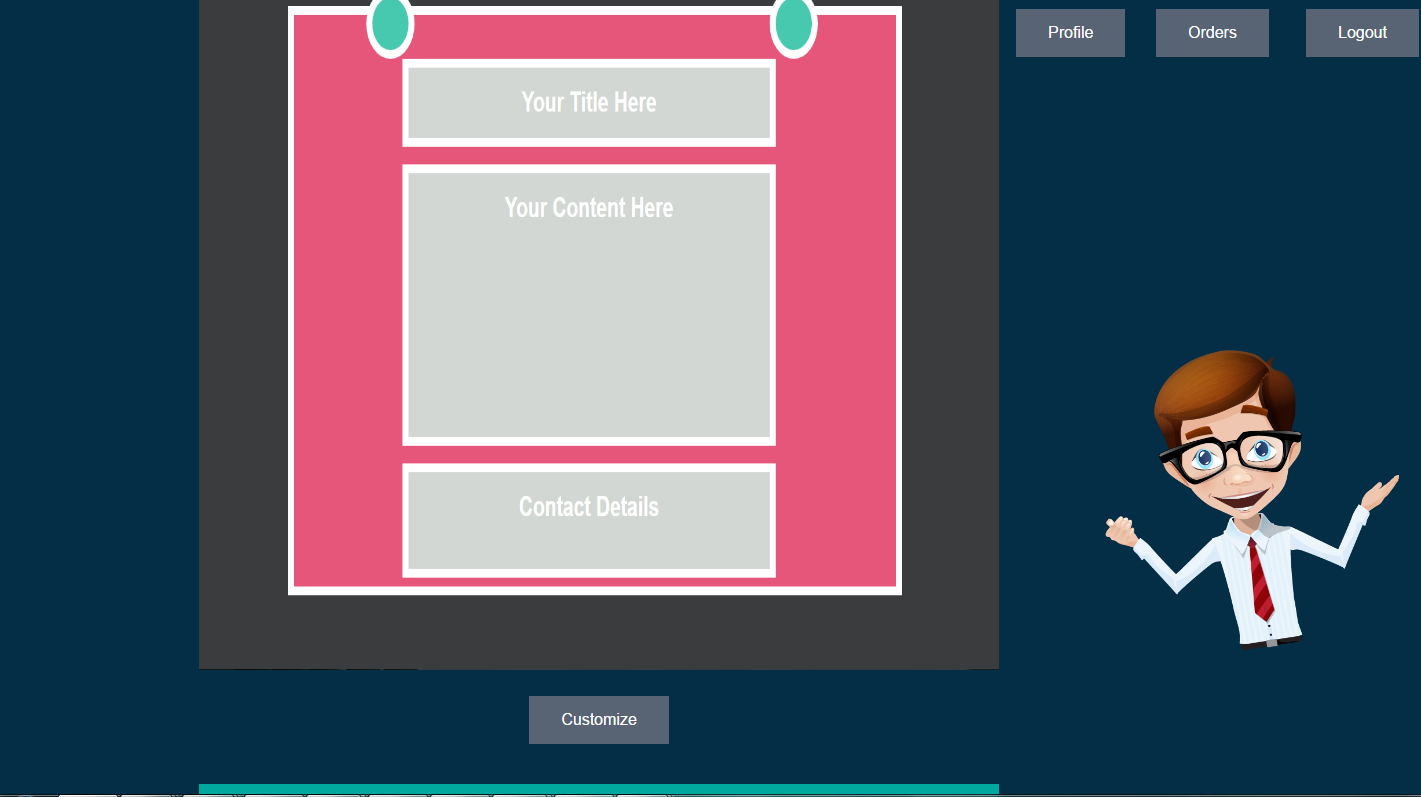 Profile
Orders
Logout
Your Title Here
Your Content Here
Contact Details
Customize